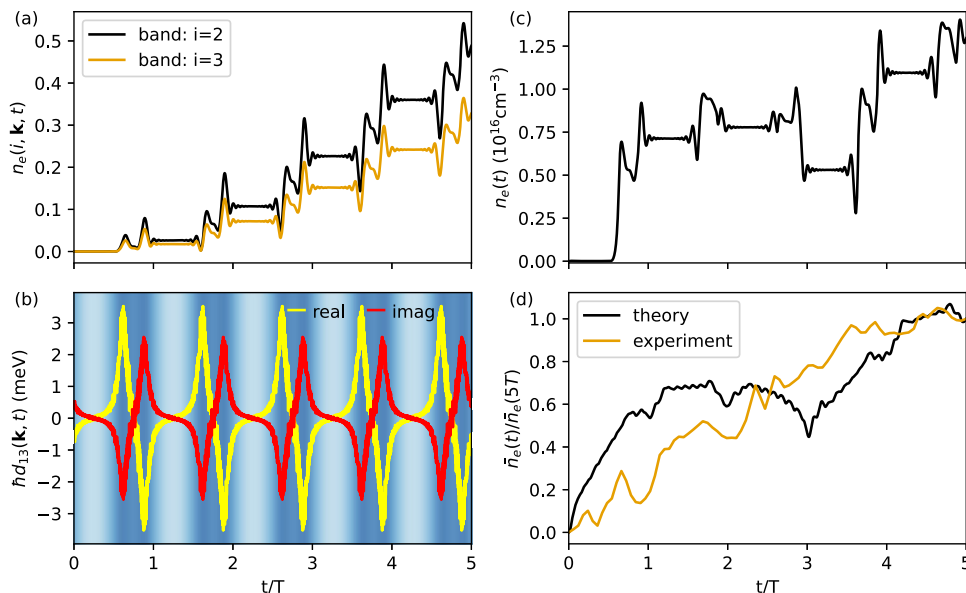 (a)
band: i=2
band: i=3
n_e(i, k, t)
0.5
0.4
0.3
0.2
0.1
0.0
(c)
n_e(t) (10^16cm^−3)
1.25
1.00
0.75
0.50
0.25
0.00
(b)
real
imag
ħd_13(k, t) (meV)
3
2
1
0
−1
−2
−3
0 1 2 3 4 5
t/T
(d)
theory
experiment
n̄_e(t)/n̄_e(5T)
1.0
0.8
0.6
0.4
0.2
0.0
0 1 2 3 4 5
t/T